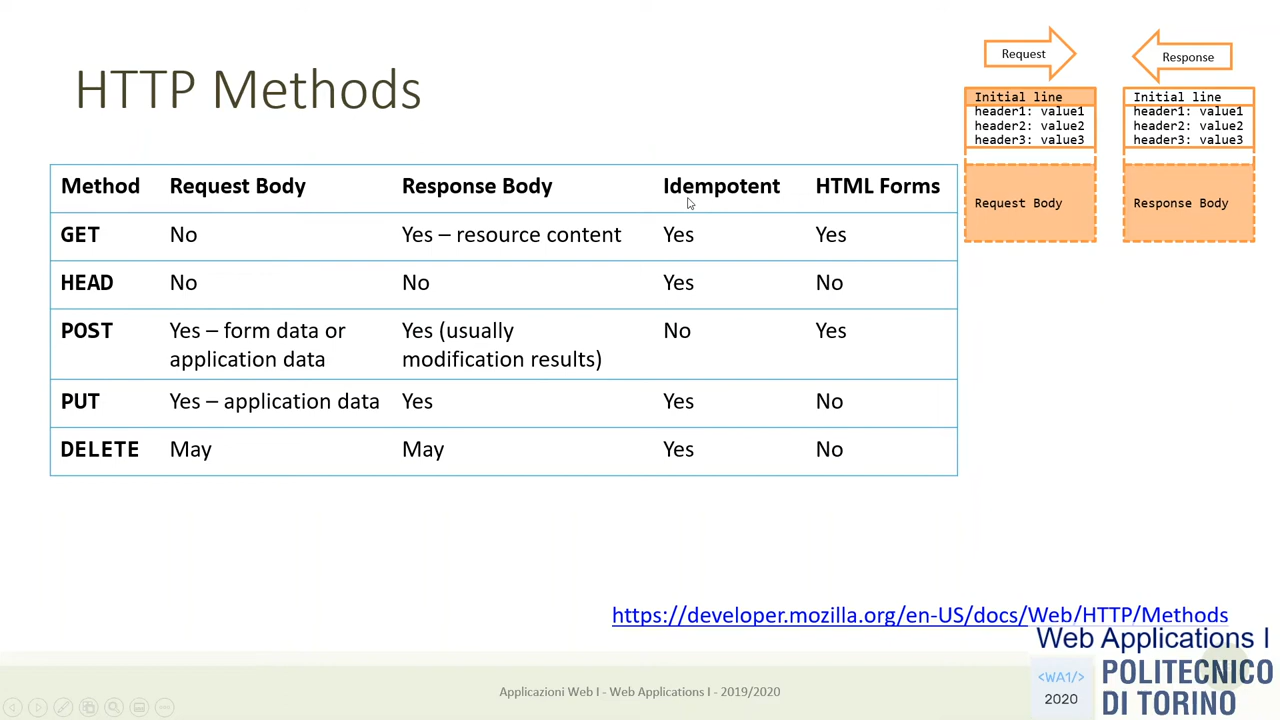 HTTP Methods
Request
Response
Initial line
header1: value1
header2: value2
header3: value3
Request Body
Initial line
header1: value1
header2: value2
header3: value3
Response Body
Method Request Body Response Body Idempotent HTML Forms
GET No Yes – resource content Yes Yes
HEAD No No Yes No
POST Yes – form data or application data Yes (usually modification results) No Yes
PUT Yes – application data Yes Yes No
DELETE May May Yes No
https://developer.mozilla.org/en-US/docs/Web/HTTP/Methods
Web Applications I
<WA1/>
2020
POLITECNICO
DI TORINO
Applicazioni Web I - Web Applications I - 2019/2020